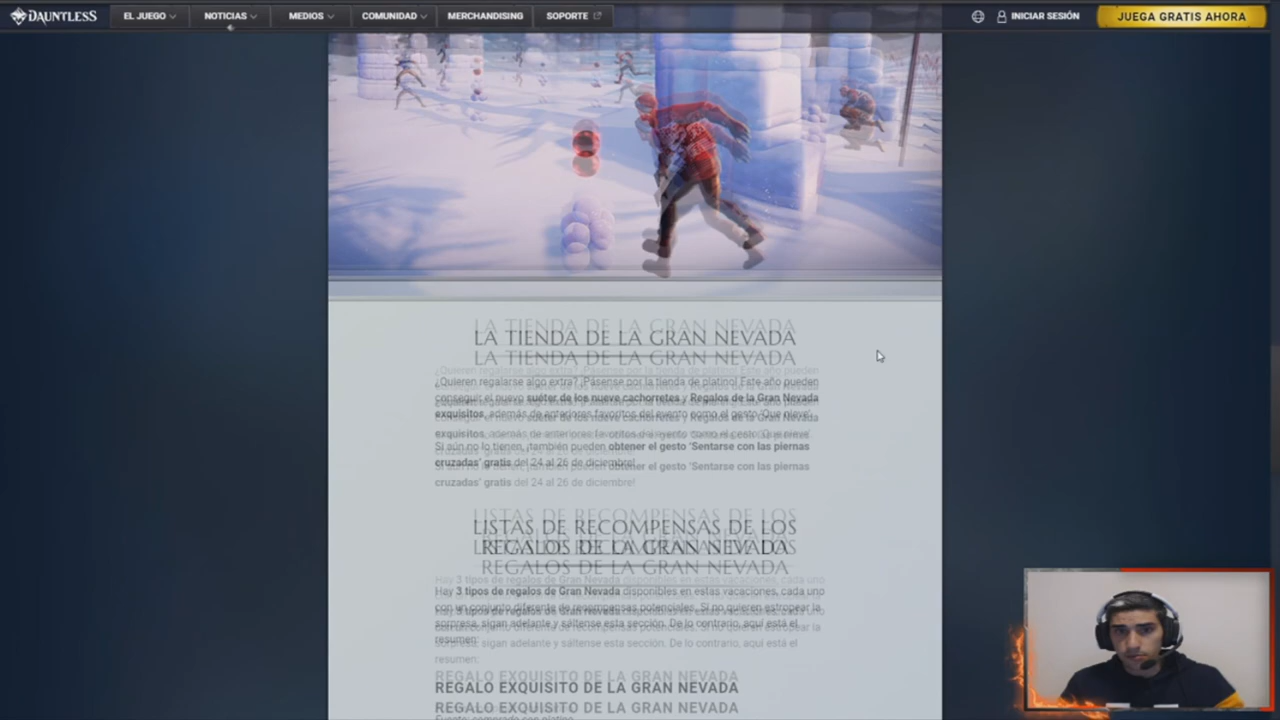 DAUNTLESS
EL JUEGO
NOTICIAS
MEDIOS
COMUNIDAD
MERCHANDISING
SOPORTE
INICIAR SESIÓN
JUEGA GRATIS AHORA
LA TIENDA DE LA GRAN NEVADA
¿Quieren regalarse algo extra? ¡Pásense por la tienda de platino! Este año pueden
conseguir el nuevo suéter de los nueve cachorretes y Regalos de la Gran Nevada
exquisitos, además de anteriores favoritos del evento como el gesto 'Que nieve'.
Si aún no lo tienen, ¡también pueden obtener el gesto 'Sentarse con las piernas
cruzadas' gratis del 24 al 26 de diciembre!
LISTAS DE RECOMPENSAS DE LOS
REGALOS DE LA GRAN NEVADA
Hay 3 tipos de regalos de Gran Nevada disponibles en estas vacaciones, cada uno
con un conjunto diferente de recompensas potenciales. Si no quieren estropear la
sorpresa, sigan adelante y sáltense esta sección. De lo contrario, aquí está el
resumen:
REGALO EXQUISITO DE LA GRAN NEVADA